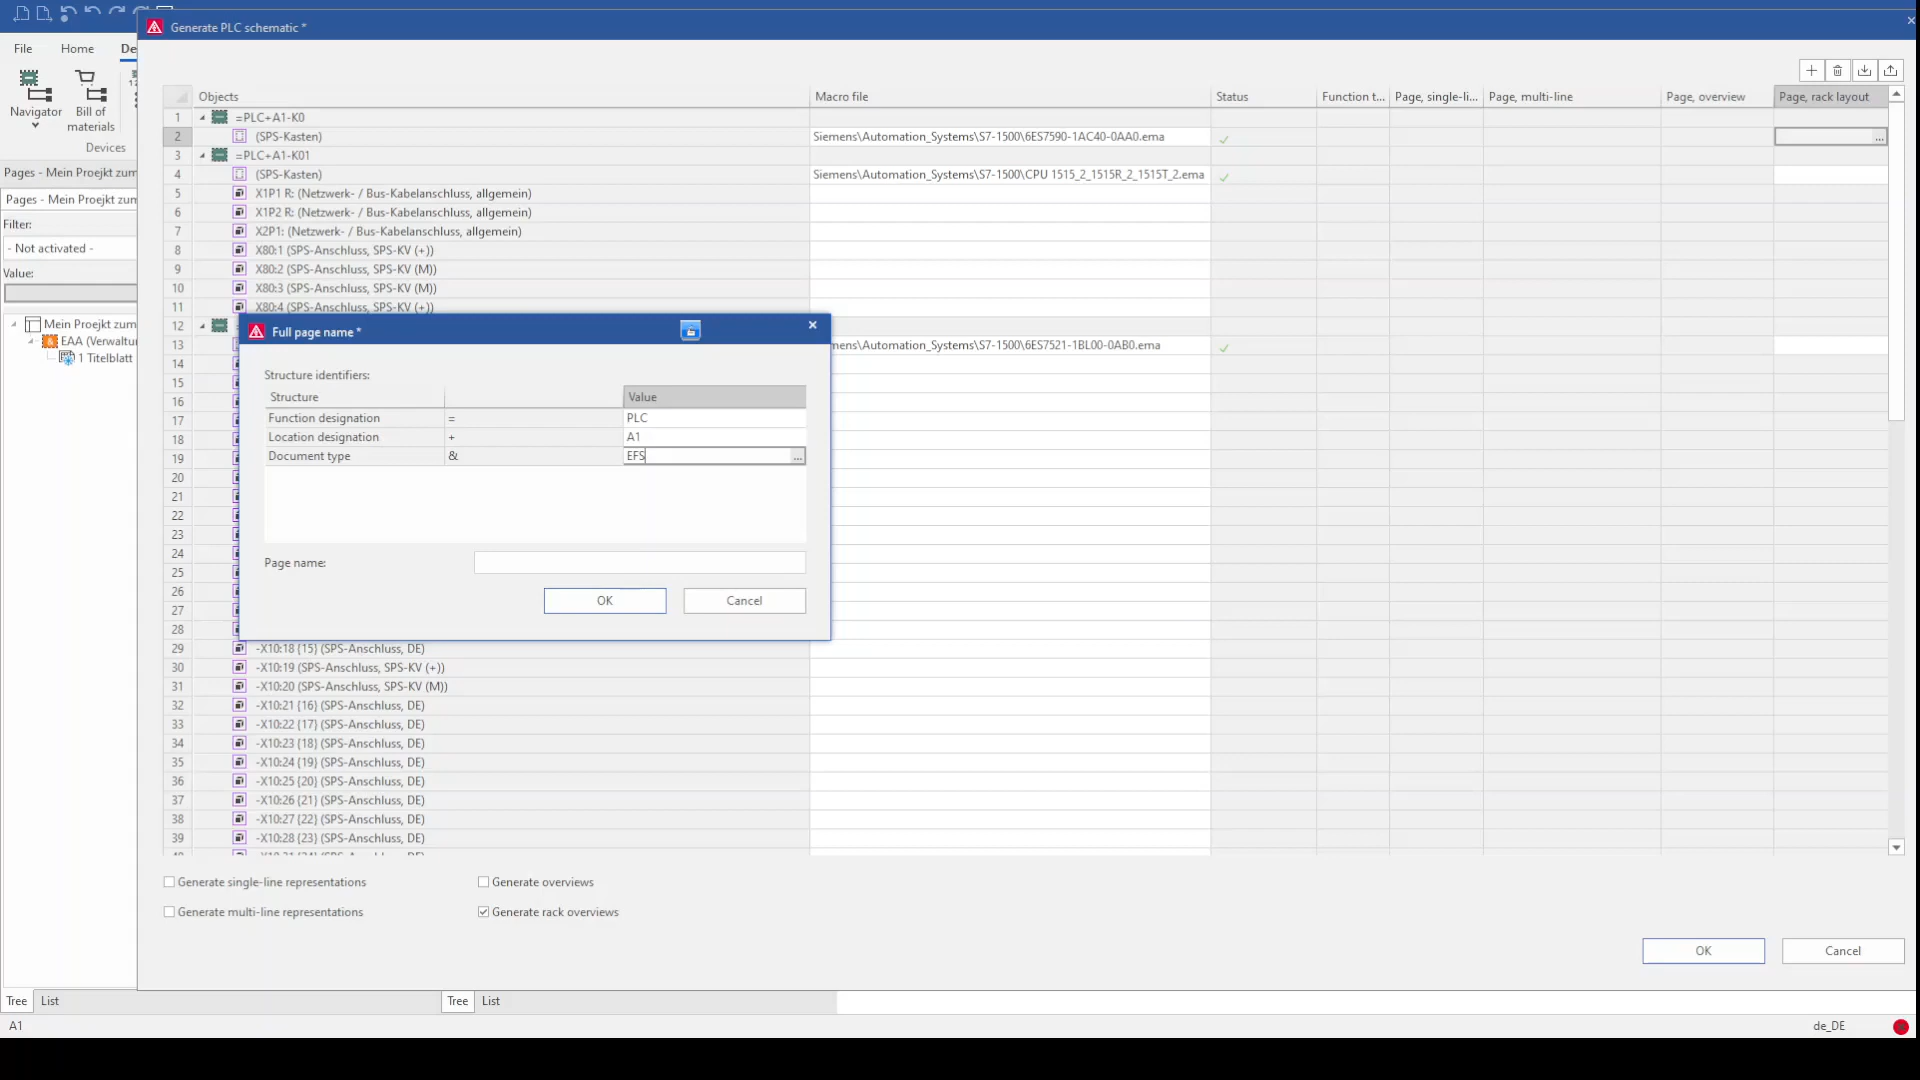 Generate PLC schematic *
File
Home
De
Navigator
Bill of
materials
Devices
Pages - Mein Proejkt zum
Pages - Mein Proejkt zum
Filter:
- Not activated -
Value:
Mein Proejkt zum
EAA (Verwaltu
1 Titelblatt
Objects Macro file Status Function t... Page, single-li... Page, multi-line Page, overview Page, rack layout
1 =PLC+A1-K0
2 (SPS-Kasten) Siemens\Automation_Systems\S7-1500\6ES7590-1AC40-0AA0.ema ...
3 =PLC+A1-K01
4 (SPS-Kasten) Siemens\Automation_Systems\S7-1500\CPU 1515_2_1515R_2_1515T_2.ema
5 X1P1 R: (Netzwerk- / Bus-Kabelanschluss, allgemein)
6 X1P2 R: (Netzwerk- / Bus-Kabelanschluss, allgemein)
7 X2P1: (Netzwerk- / Bus-Kabelanschluss, allgemein)
8 X80:1 (SPS-Anschluss, SPS-KV (+))
9 X80:2 (SPS-Anschluss, SPS-KV (M))
10 X80:3 (SPS-Anschluss, SPS-KV (M))
11 X80:4 (SPS-Anschluss, SPS-KV (+))
12
13 mens\Automation_Systems\S7-1500\6ES7521-1BL00-0AB0.ema
14
15
16
17
18
19
20
21
22
23
24
25
26
27
28
Full page name *
Structure identifiers:
Structure Value
Function designation = PLC
Location designation + A1
Document type & EFS ...
Page name:
OK Cancel
29 -X10:18 {15} (SPS-Anschluss, DE)
30 -X10:19 (SPS-Anschluss, SPS-KV (+))
31 -X10:20 (SPS-Anschluss, SPS-KV (M))
32 -X10:21 {16} (SPS-Anschluss, DE)
33 -X10:22 {17} (SPS-Anschluss, DE)
34 -X10:23 {18} (SPS-Anschluss, DE)
35 -X10:24 {19} (SPS-Anschluss, DE)
36 -X10:25 {20} (SPS-Anschluss, DE)
37 -X10:26 {21} (SPS-Anschluss, DE)
38 -X10:27 {22} (SPS-Anschluss, DE)
39 -X10:28 {23} (SPS-Anschluss, DE)
Generate single-line representations Generate overviews
Generate multi-line representations Generate rack overviews
OK Cancel
Tree List Tree List
A1 de_DE